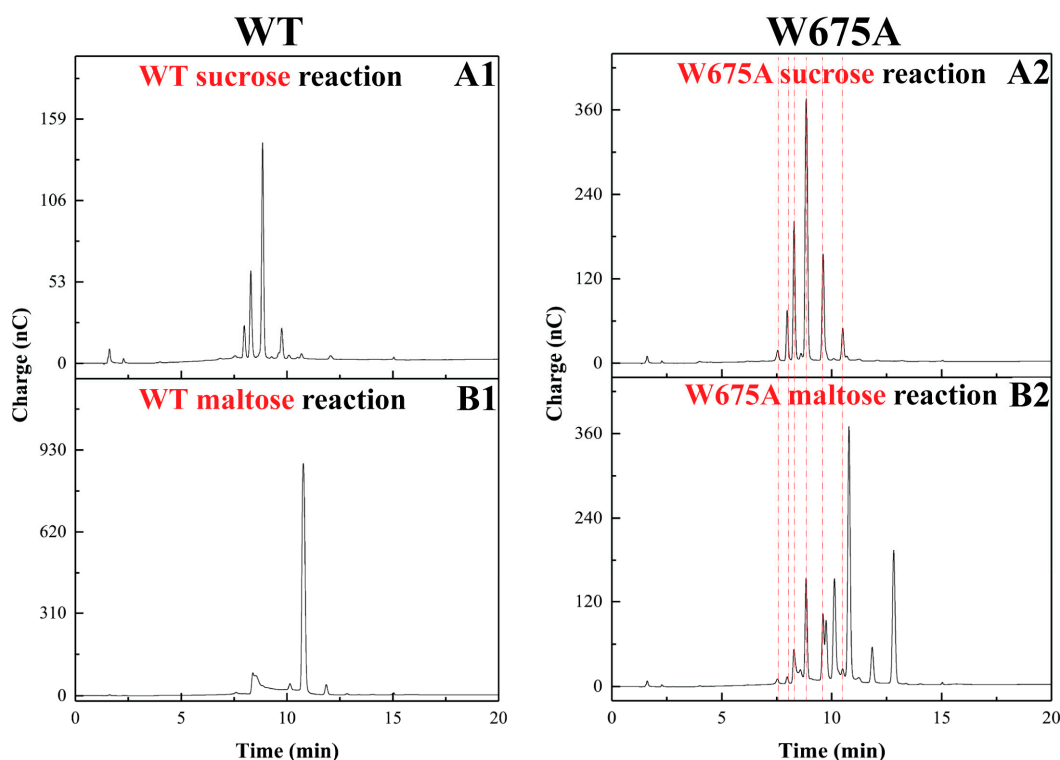 WT
W675A
WT sucrose reaction A1
159
106
53
0
Charge (nC)
WT maltose reaction B1
930
620
310
0
0 5 10 15 20
Time (min)
W675A sucrose reaction A2
360
240
120
0
Charge (nC)
W675A maltose reaction B2
360
240
120
0
0 5 10 15 20
Time (min)